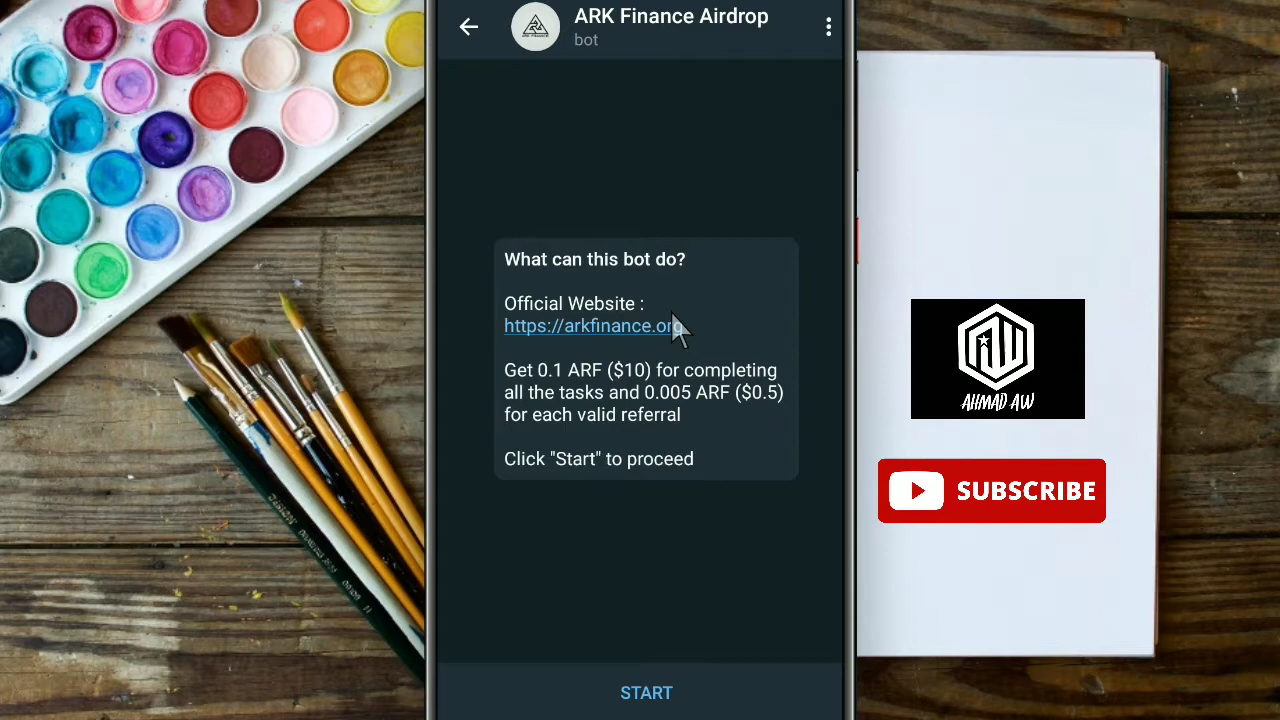 ARK Finance Airdrop
bot
What can this bot do?
Official Website :
https://arkfinance.org
Get 0.1 ARF ($10) for completing
all the tasks and 0.005 ARF ($0.5)
for each valid referral
Click "Start" to proceed
START
AHMAD AW
SUBSCRIBE